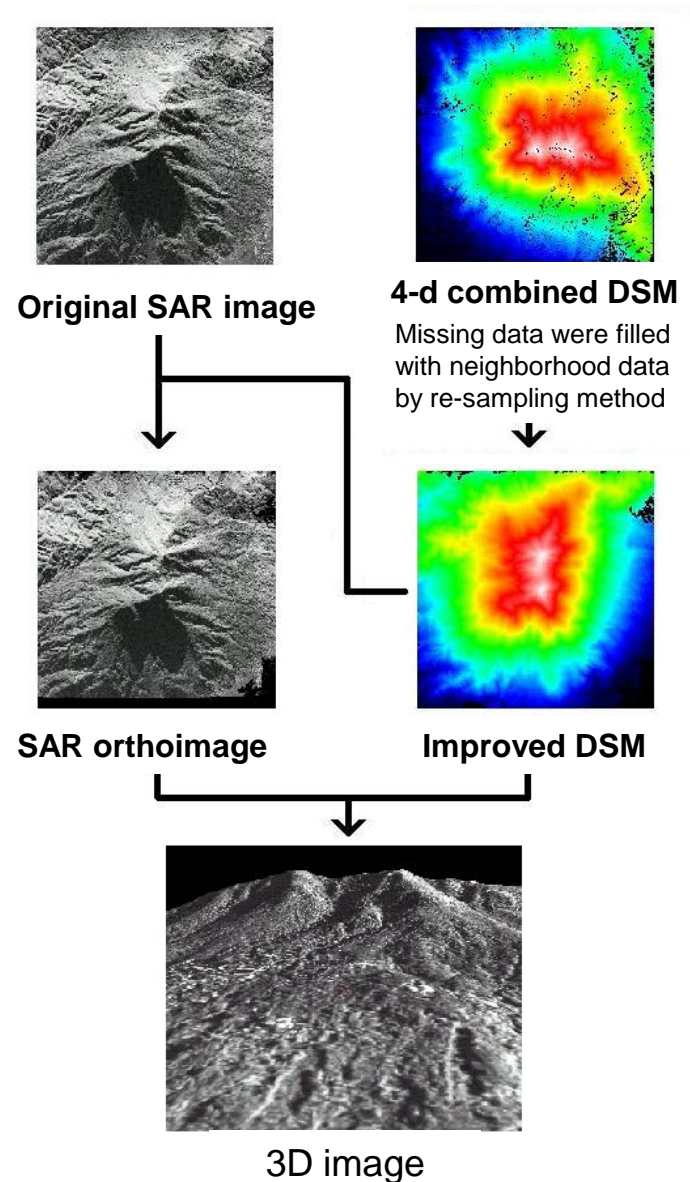 Original SAR image
4-d combined DSM
Missing data were filled
with neighborhood data
by re-sampling method
SAR orthoimage
Improved DSM
3D image